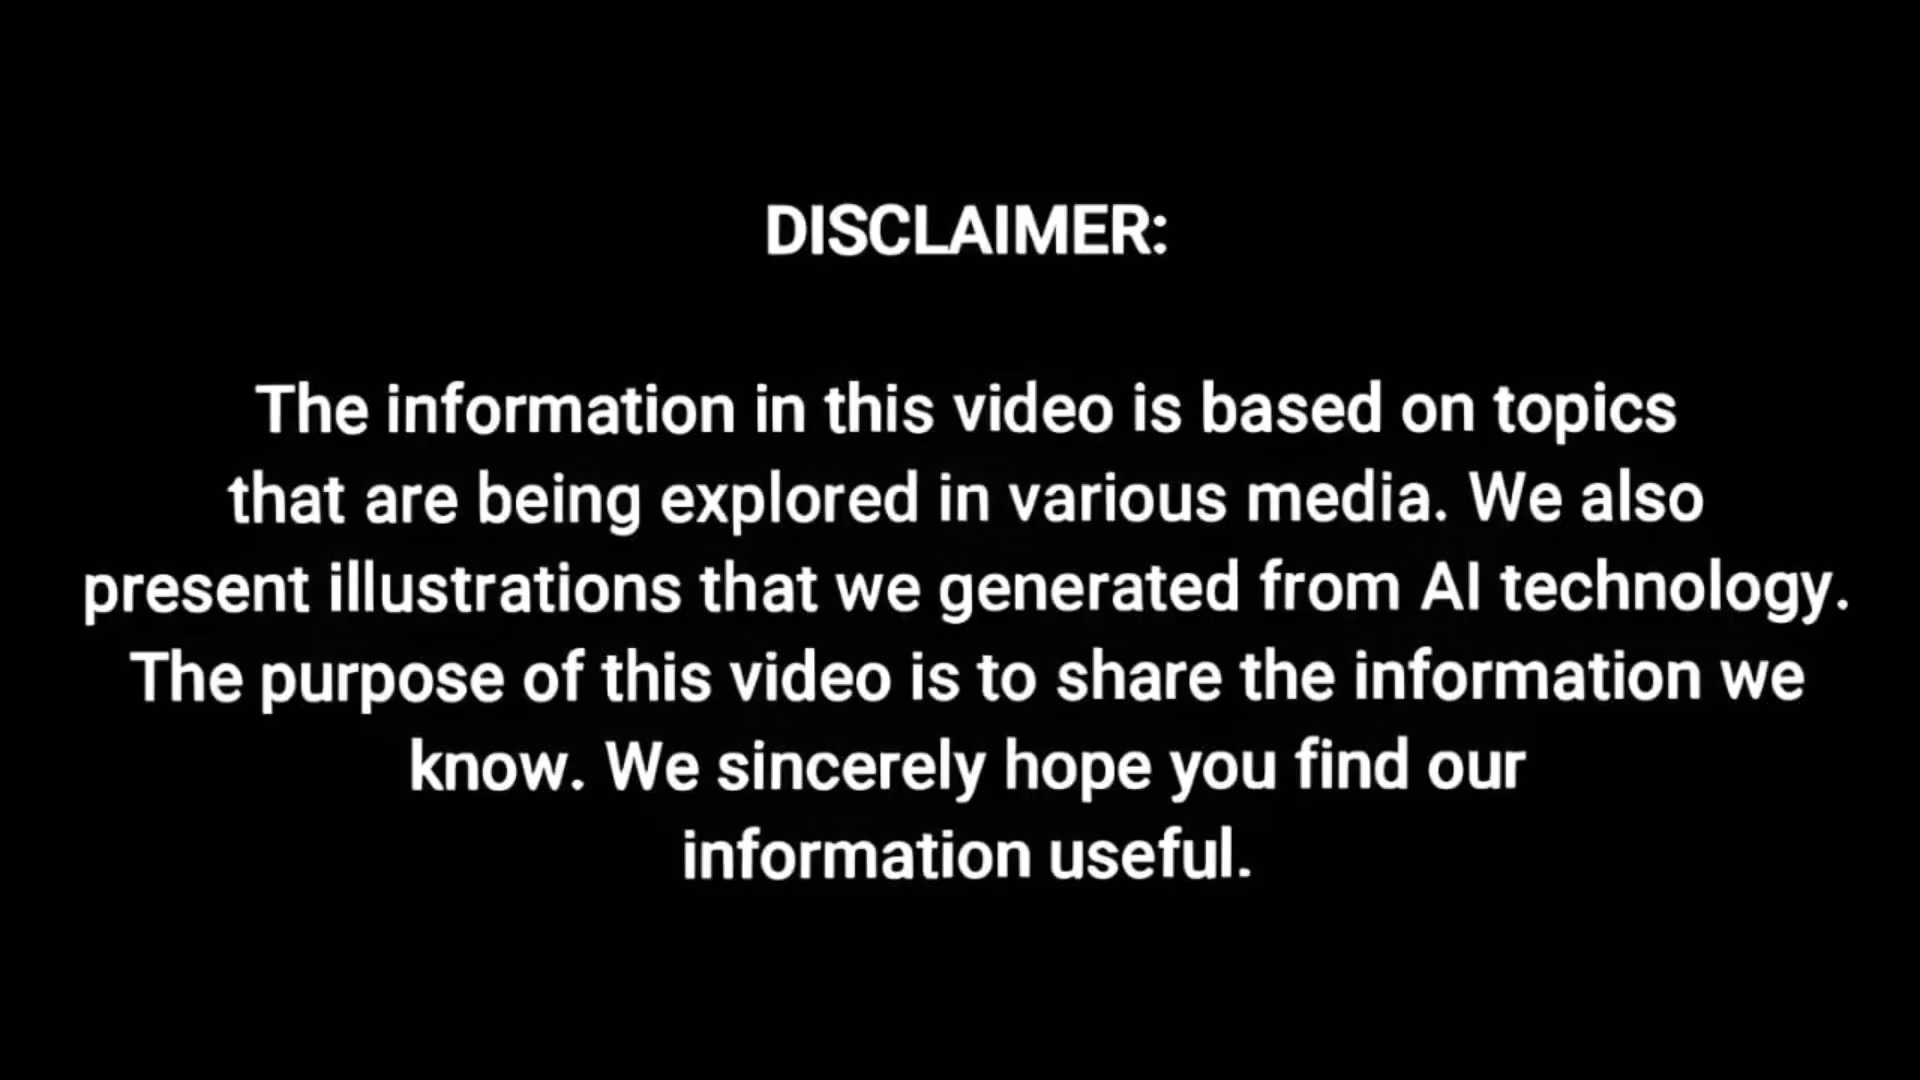 DISCLAIMER:
The information in this video is based on topics
that are being explored in various media. We also
present illustrations that we generated from AI technology.
The purpose of this video is to share the information we
know. We sincerely hope you find our
information useful.